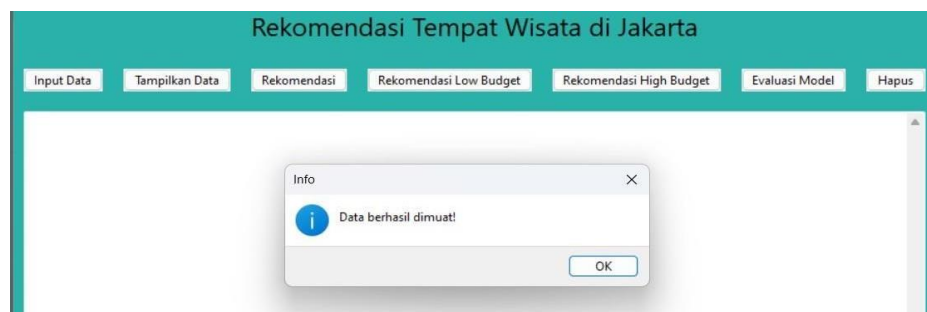 Rekomendasi Tempat Wisata di Jakarta
Input Data Tampilkan Data Rekomendasi Rekomendasi Low Budget Rekomendasi High Budget Evaluasi Model Hapus
Info
Data berhasil dimuat!
OK